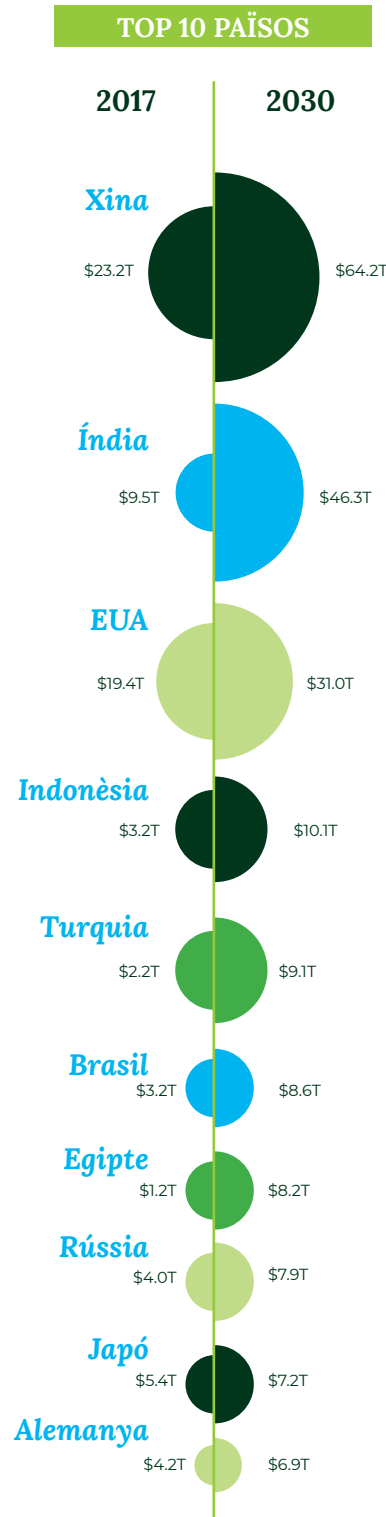 TOP 10 PAÏSOS
2017 2030
Xina
$23.2T $64.2T
Índia
$9.5T $46.3T
EUA
$19.4T $31.0T
Indonèsia
$3.2T $10.1T
Turquia
$2.2T $9.1T
Brasil
$3.2T $8.6T
Egipte
$1.2T $8.2T
Rússia
$4.0T $7.9T
Japó
$5.4T $7.2T
Alemanya
$4.2T $6.9T